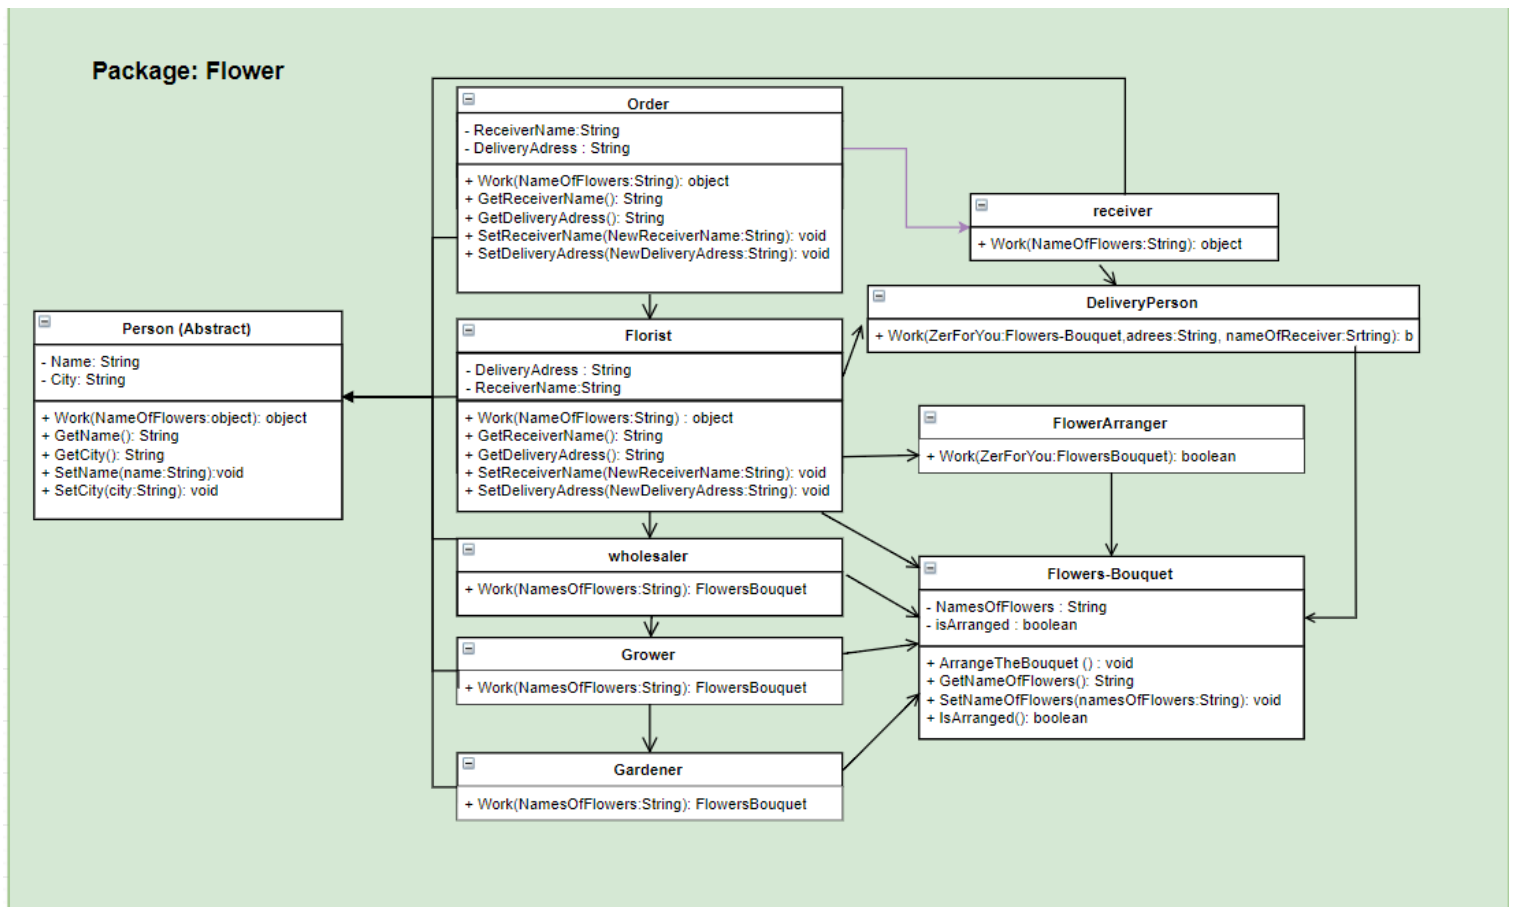 Package: Flower
Order
- ReceiverName:String
- DeliveryAdress : String
+ Work(NameOfFlowers:String): object
+ GetReceiverName(): String
+ GetDeliveryAdress(): String
+ SetReceiverName(NewReceiverName:String): void
+ SetDeliveryAdress(NewDeliveryAdress:String): void
receiver
+ Work(NameOfFlowers:String): object
DeliveryPerson
+ Work(ZerForYou:Flowers-Bouquet,adrees:String, nameOfReceiver:Srtring): b
Person (Abstract)
- Name: String
- City: String
+ Work(NameOfFlowers:object): object
+ GetName(): String
+ GetCity(): String
+ SetName(name:String):void
+ SetCity(city:String): void
Florist
- DeliveryAdress : String
- ReceiverName:String
+ Work(NameOfFlowers:String) : object
+ GetReceiverName(): String
+ GetDeliveryAdress(): String
+ SetReceiverName(NewReceiverName:String): void
+ SetDeliveryAdress(NewDeliveryAdress:String): void
FlowerArranger
+ Work(ZerForYou:FlowersBouquet): boolean
wholesaler
+ Work(NamesOfFlowers:String): FlowersBouquet
Flowers-Bouquet
- NamesOfFlowers : String
- isArranged : boolean
+ ArrangeTheBouquet () : void
+ GetNameOfFlowers(): String
+ SetNameOfFlowers(namesOfFlowers:String): void
+ IsArranged(): boolean
Grower
+ Work(NamesOfFlowers:String): FlowersBouquet
Gardener
+ Work(NamesOfFlowers:String): FlowersBouquet